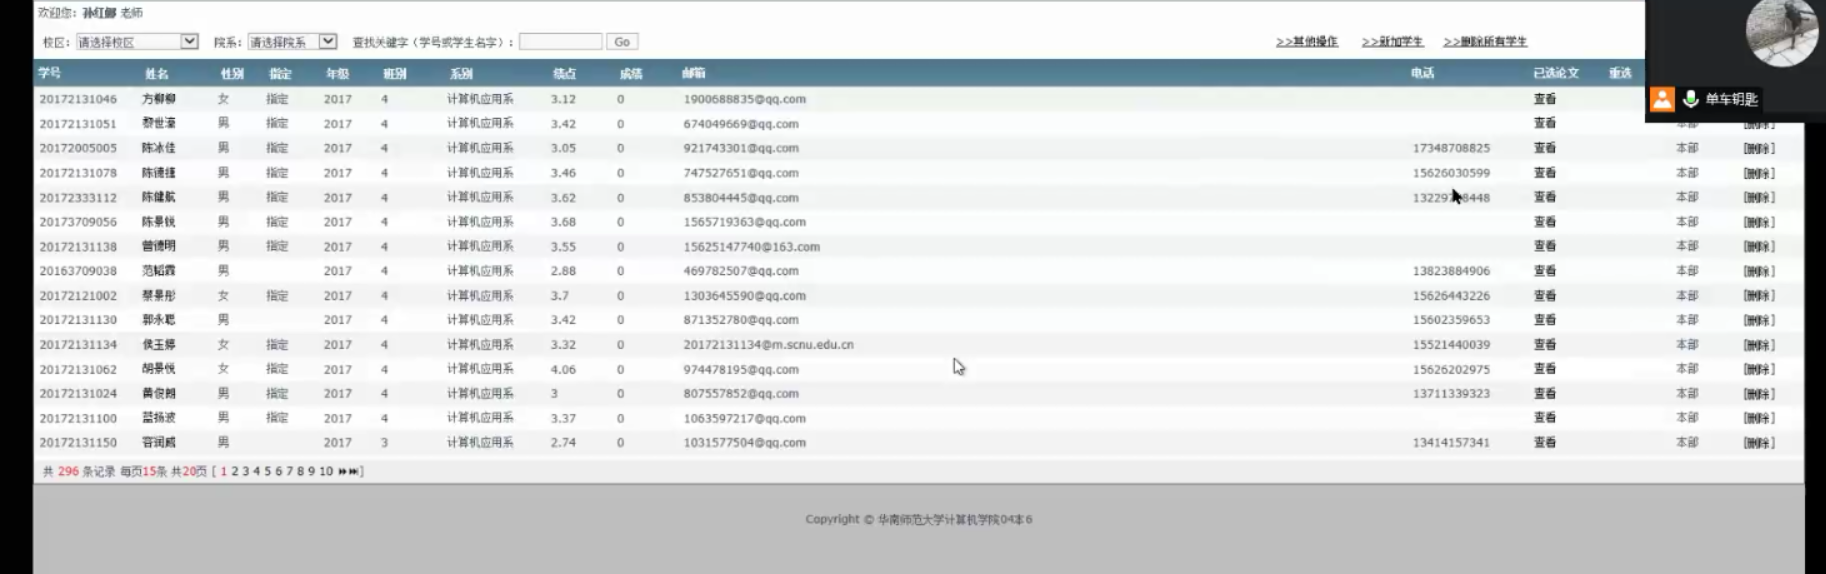 欢迎您：孙红卿 老师
校区： 请选择校区 院系： 请选择院系 查找关键字（学号或学生名字）： Go >>其他操作 >>新加学生 >>删除所有学生
学号 姓名 性别 指定 年级 班别 系别 绩点 成绩 邮箱 电话 已选论文 重选
20172131046 方柳柳 女 指定 2017 4 计算机应用系 3.12 0 1900688835@qq.com 查看
单车钥匙
20172131051 黎世濠 男 指定 2017 4 计算机应用系 3.42 0 674049669@qq.com 查看 本部 [删除]
20172005005 陈冰佳 男 指定 2017 4 计算机应用系 3.05 0 921743301@qq.com 17348708825 查看 本部 [删除]
20172131078 男 指定 2017 4 计算机应用系 3.46 0 747527651@qq.com 15626030599 查看 本部 [删除]
20172333112 陈健航 男 指定 2017 4 计算机应用系 3.62 0 853804445@qq.com 查看 本部 [删除]
20173709056 陈景锐 男 指定 2017 4 计算机应用系 3.68 0 1565719363@qq.com 查看 本部 [删除]
20172131138 曾德明 男 指定 2017 4 计算机应用系 3.55 0 15625147740@163.com 查看 本部 [删除]
20163709038 范韬霞 男 2017 4 计算机应用系 2.88 0 469782507@qq.com 13823884906 查看 本部 [删除]
20172121002 蔡景彤 女 指定 2017 4 计算机应用系 3.7 0 1303645590@qq.com 15626443226 查看 本部 [删除]
20172131130 郭永聪 男 2017 4 计算机应用系 3.42 0 871352780@qq.com 15602359653 查看 本部 [删除]
20172131134 侯玉婷 女 指定 2017 4 计算机应用系 3.32 0 20172131134@m.scnu.edu.cn 15521440039 查看 本部 [删除]
20172131062 胡景悦 女 指定 2017 4 计算机应用系 4.06 0 974478195@qq.com 15626202975 查看 本部 [删除]
20172131024 黄俊朗 男 指定 2017 4 计算机应用系 3 0 807557852@qq.com 13711339323 查看 本部 [删除]
20172131100 蓝扬波 男 指定 2017 4 计算机应用系 3.37 0 1063597217@qq.com 查看 本部 [删除]
20172131150 容润威 男 2017 3 计算机应用系 2.74 0 1031577504@qq.com 13414157341 查看 本部 [删除]
共 296 条记录 每页15条 共20页 [ 1 2 3 4 5 6 7 8 9 10 ]
Copyright © 华南师范大学计算机学院04本6